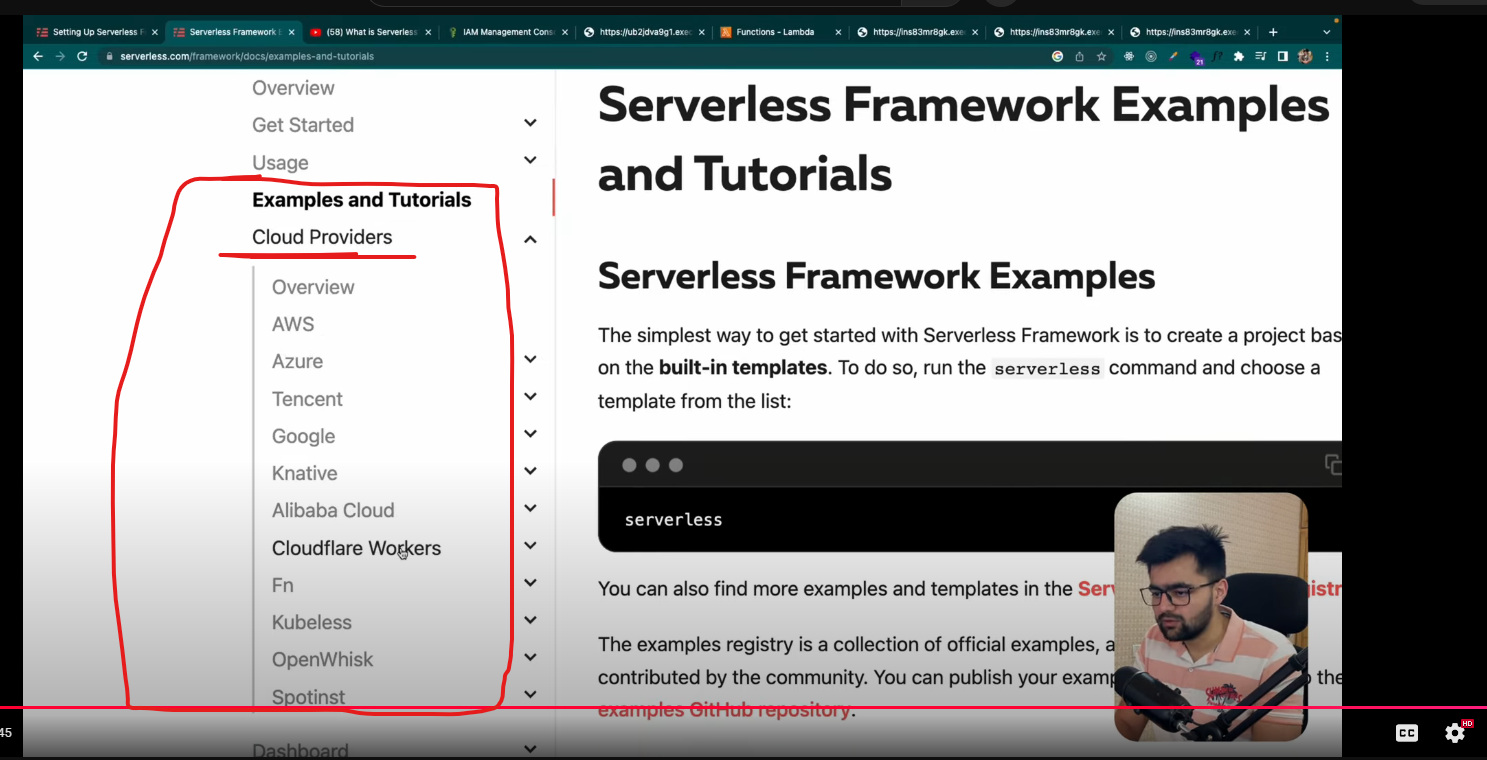 Setting Up Serverless F
Serverless Framework
(58) What is Serverless
IAM Management Cons
https://ub2jdva9g1.exec
Functions - Lambda
https://ins83mr8gk.exe
https://ins83mr8gk.exe
https://ins83mr8gk.exe
serverless.com/framework/docs/examples-and-tutorials
21
f?
Overview
Get Started
Usage
Examples and Tutorials
Cloud Providers
Overview
AWS
Azure
Tencent
Google
Knative
Alibaba Cloud
Cloudflare Workers
Fn
Kubeless
OpenWhisk
Spotinst
Dashboard
Serverless Framework Examples
and Tutorials
Serverless Framework Examples
The simplest way to get started with Serverless Framework is to create a project bas
on the built-in templates. To do so, run the serverless command and choose a
template from the list:
serverless
You can also find more examples and templates in the Serv istr
The examples registry is a collection of official examples, a
contributed by the community. You can publish your examp the
examples GitHub repository.
45
CC
HD